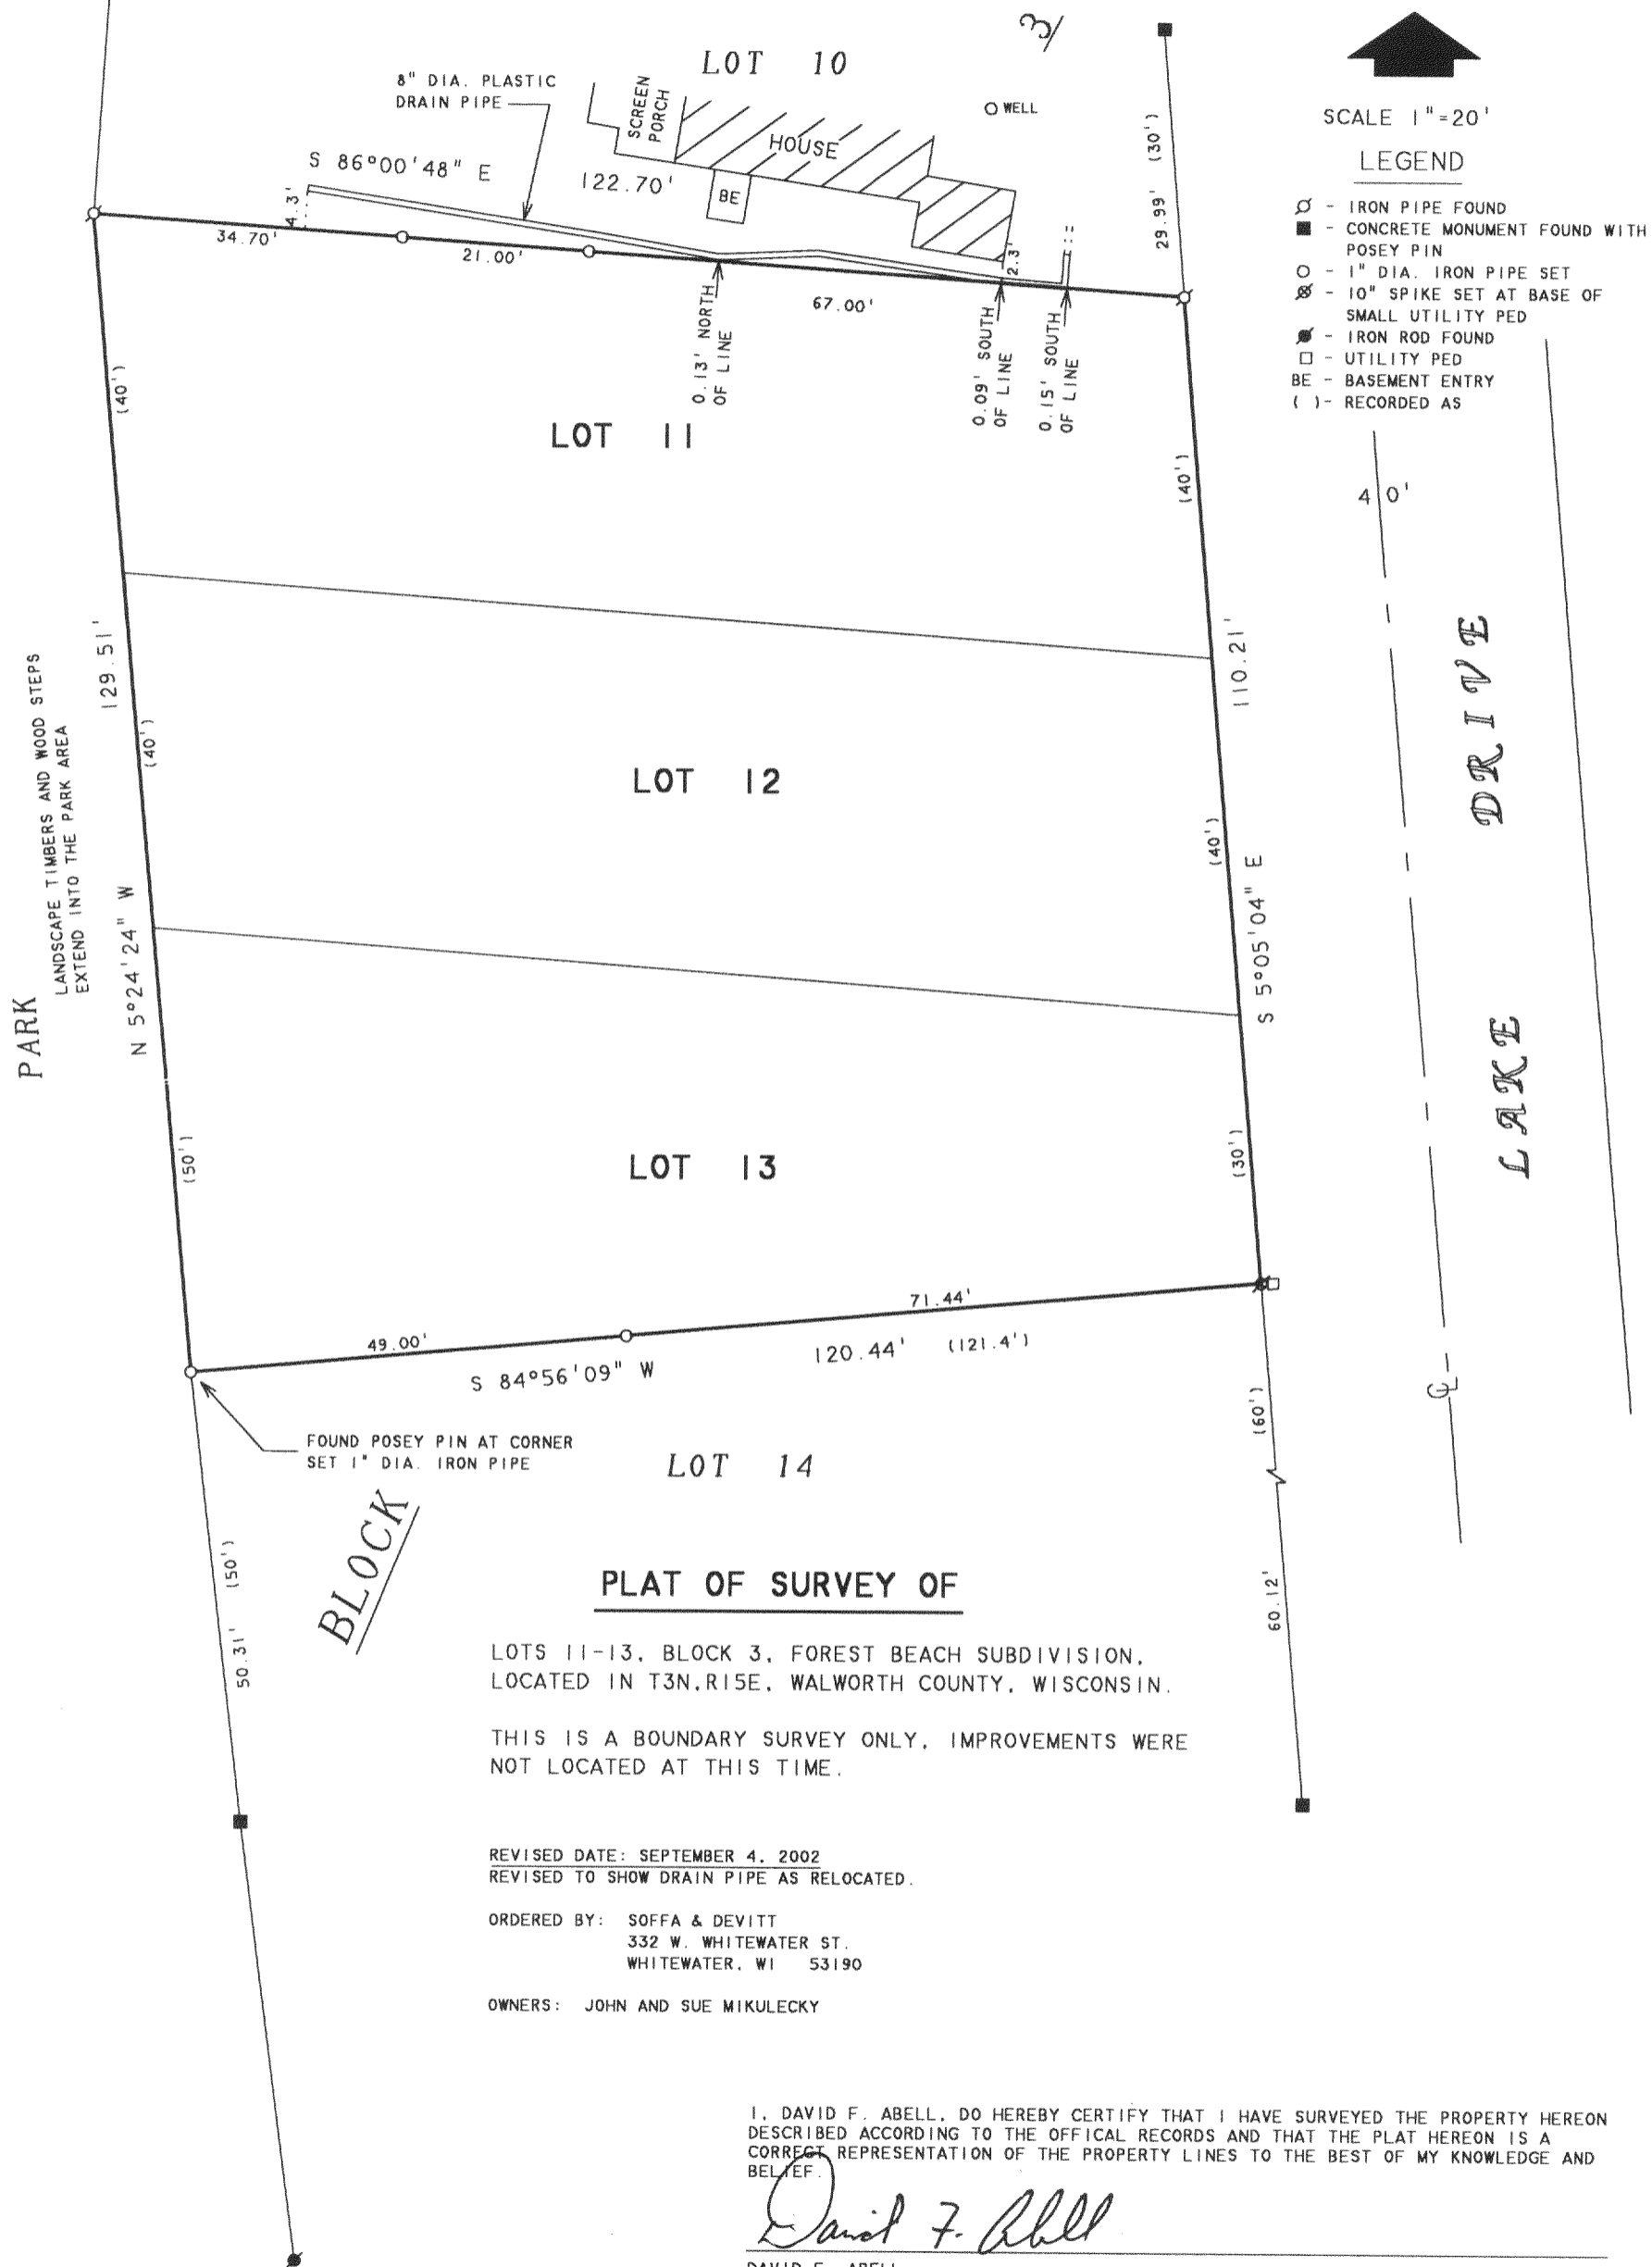 LOT 10
3/
8" DIA. PLASTIC
DRAIN PIPE
SCREEN
PORCH
HOUSE
O WELL
BE
S 86°00'48" E
122.70'
4.3'
34.70'
21.00'
67.00'
2.3'
0.13' NORTH
OF LINE
0.09' SOUTH
OF LINE
0.15' SOUTH
OF LINE
29.99' (30')
SCALE 1"=20'
LEGEND
- IRON PIPE FOUND
- CONCRETE MONUMENT FOUND WITH
POSEY PIN
- 1" DIA. IRON PIPE SET
- 10" SPIKE SET AT BASE OF
SMALL UTILITY PED
- IRON ROD FOUND
- UTILITY PED
BE - BASEMENT ENTRY
( ) - RECORDED AS
(40')
LOT 11
(40')
40'
129.51'
(40')
N 5°24'24" W
PARK
LANDSCAPE TIMBERS AND WOOD STEPS
EXTEND INTO THE PARK AREA
LOT 12
110.21'
(40')
S 5°05'04" E
LAKE DRIVE
(50')
LOT 13
(30')
49.00'
71.44'
S 84°56'09" W
120.44' (121.4')
FOUND POSEY PIN AT CORNER
SET 1" DIA. IRON PIPE
LOT 14
(60')
60.12'
℄
BLOCK
50.31' (50')
PLAT OF SURVEY OF
LOTS 11-13, BLOCK 3, FOREST BEACH SUBDIVISION,
LOCATED IN T3N,R15E, WALWORTH COUNTY, WISCONSIN.
THIS IS A BOUNDARY SURVEY ONLY, IMPROVEMENTS WERE
NOT LOCATED AT THIS TIME.
REVISED DATE: SEPTEMBER 4, 2002
REVISED TO SHOW DRAIN PIPE AS RELOCATED.
ORDERED BY: SOFFA & DEVITT
332 W. WHITEWATER ST.
WHITEWATER, WI 53190
OWNERS: JOHN AND SUE MIKULECKY
I, DAVID F. ABELL, DO HEREBY CERTIFY THAT I HAVE SURVEYED THE PROPERTY HEREON
DESCRIBED ACCORDING TO THE OFFICAL RECORDS AND THAT THE PLAT HEREON IS A
CORRECT REPRESENTATION OF THE PROPERTY LINES TO THE BEST OF MY KNOWLEDGE AND
BELIEF.
David F. Abell
DAVID F. ABELL